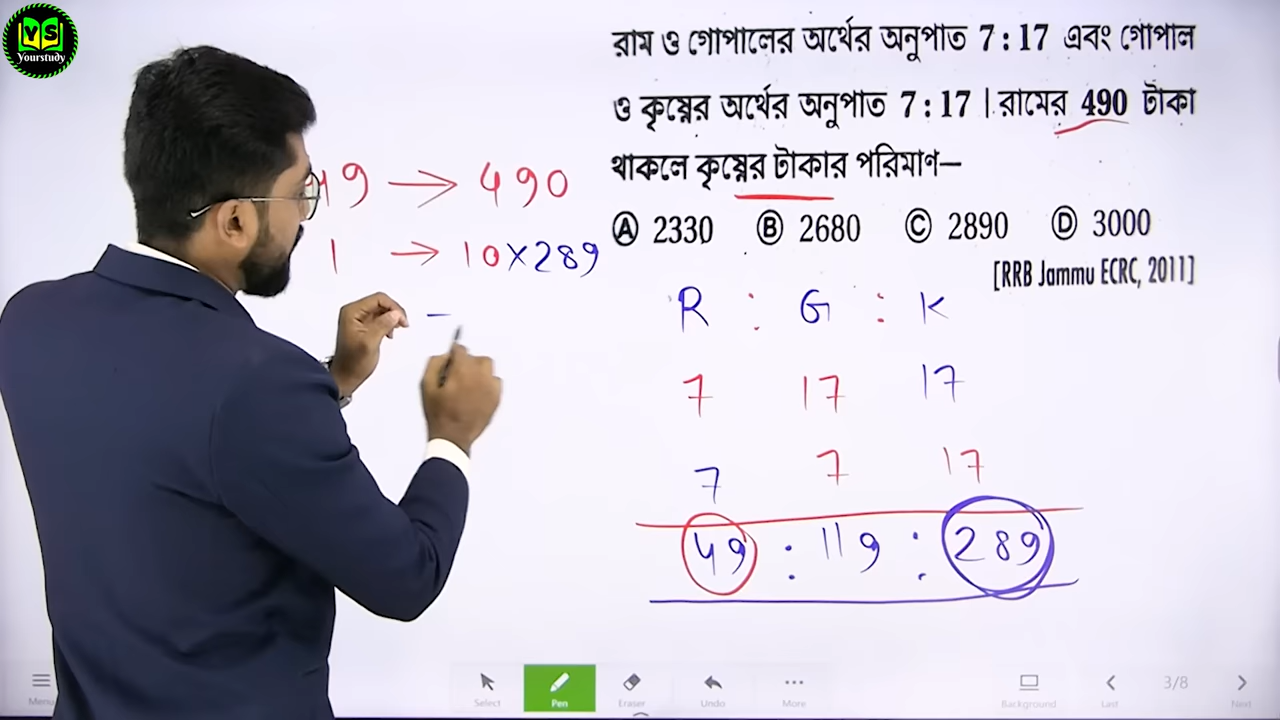 YS
Yourstudy
রাম ও গোপালের অর্থের অনুপাত 7 : 17 এবং গোপাল
ও কৃষ্ণের অর্থের অনুপাত 7 : 17 | রামের 490 টাকা
থাকলে কৃষ্ণের টাকার পরিমাণ–
Ⓐ 2330 Ⓑ 2680 Ⓒ 2890 Ⓓ 3000
[RRB Jammu ECRC, 2011]
49 → 490
1 → 10×289
R : G : K
7 17 17
7 7 17
49 : 119 : 289
Menu Select Pen Eraser Undo More Background Last 3/8 Next